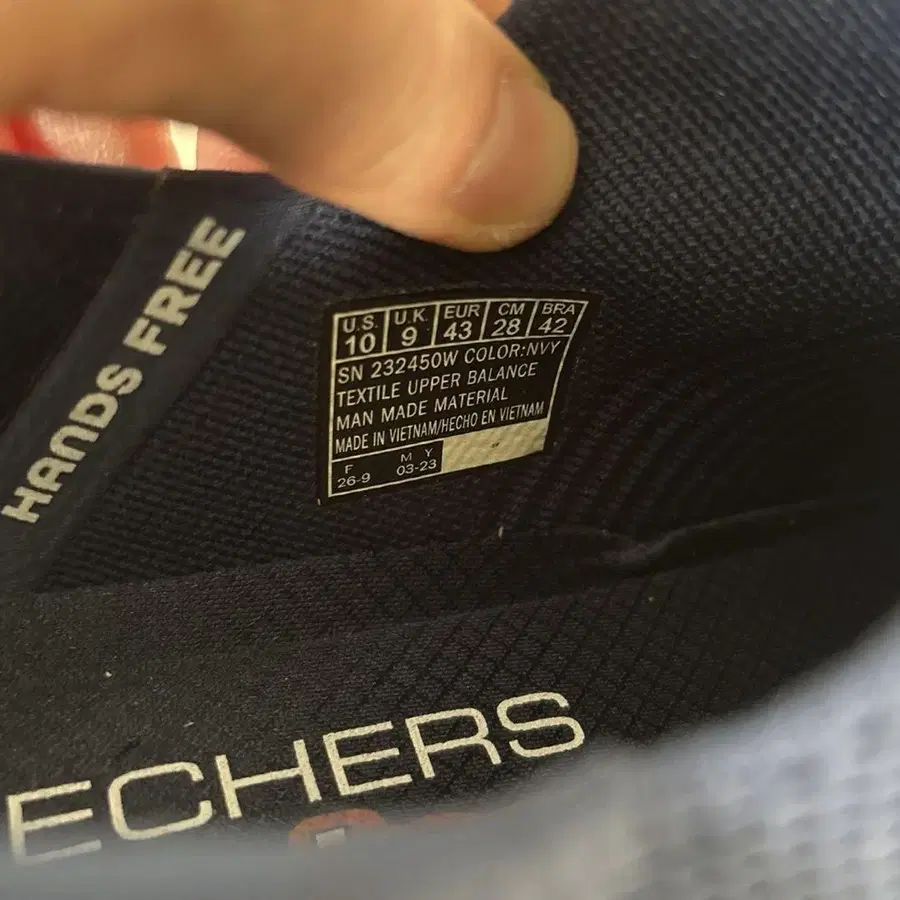 HANDS FREE
U.S. U.K. EUR CM BRA
10 9 43 28 42
SN 232450W COLOR:NVY
TEXTILE UPPER BALANCE
MAN MADE MATERIAL
MADE IN VIETNAM/HECHO EN VIETNAM
F M Y
26-9 03-23
ECHERS